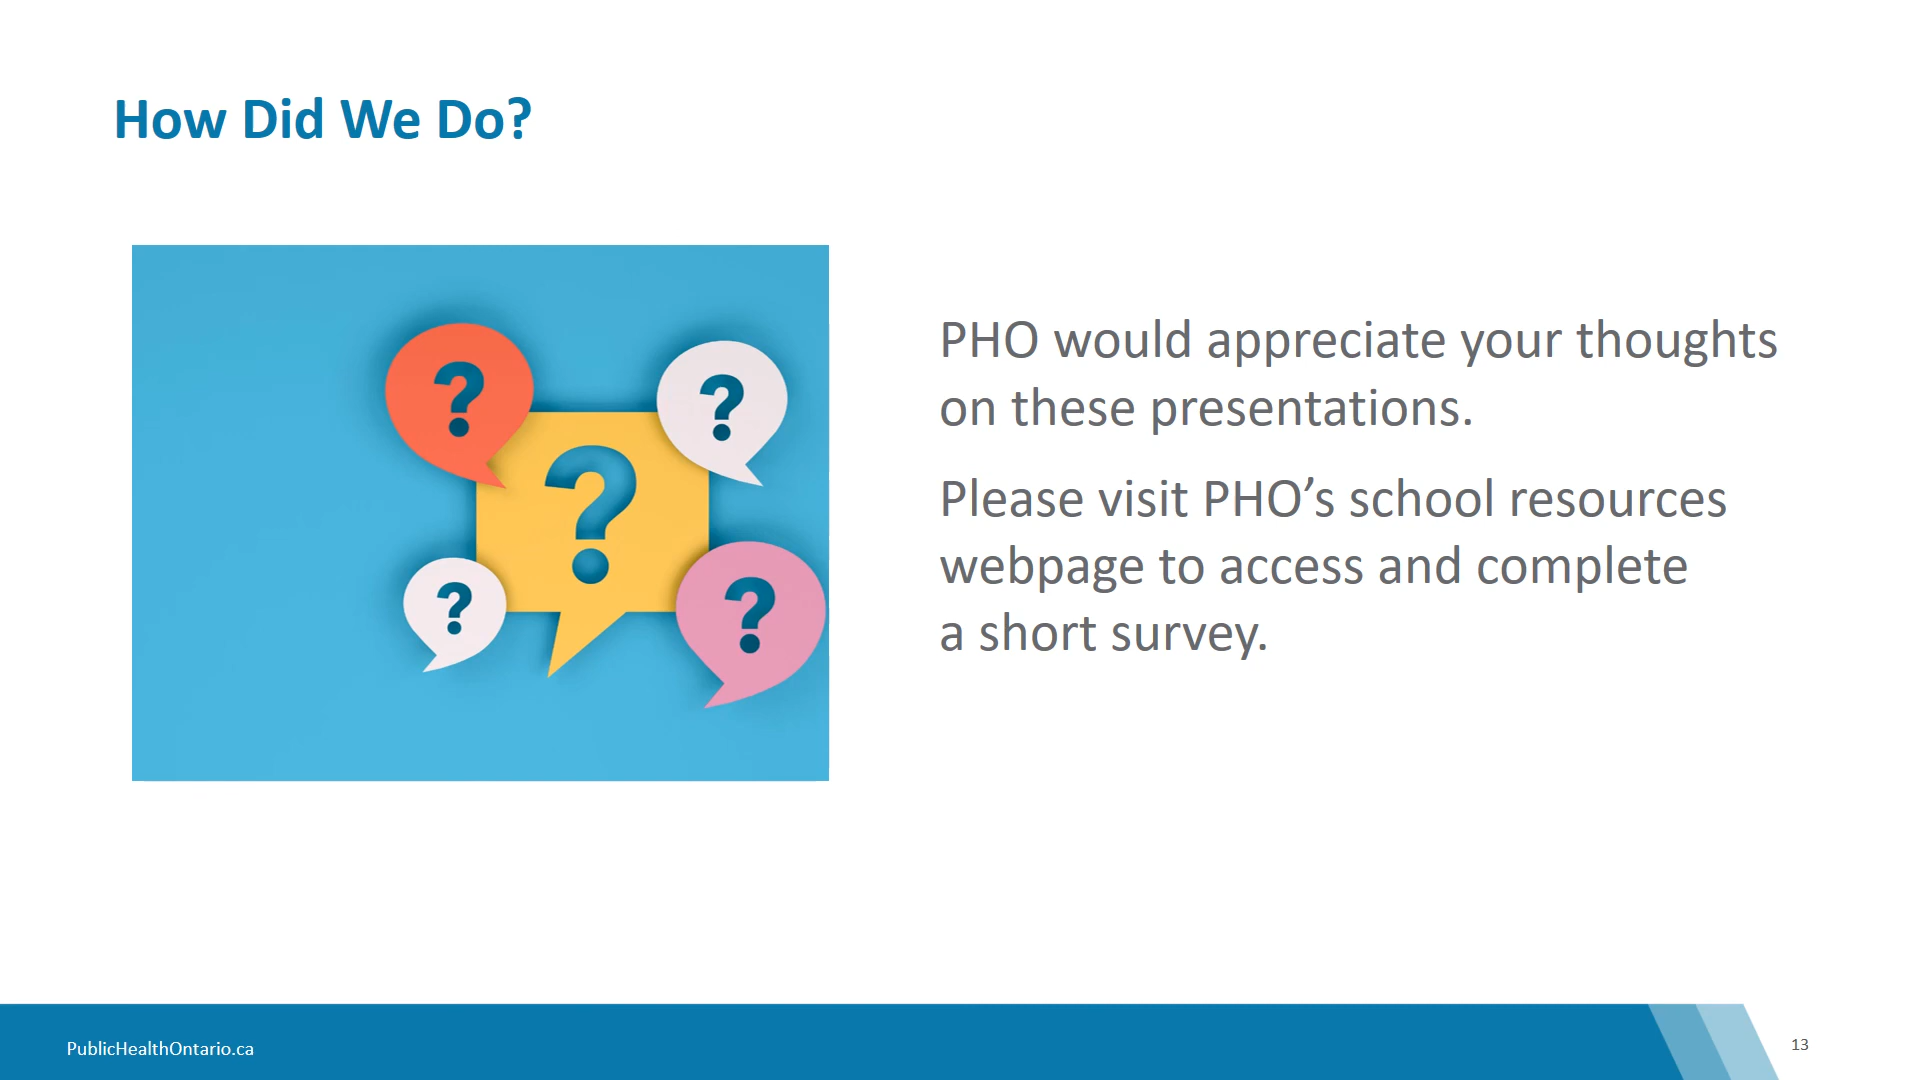 How Did We Do?
?
?
?
?
?
PHO would appreciate your thoughts
on these presentations.
Please visit PHO’s school resources
webpage to access and complete
a short survey.
PublicHealthOntario.ca
13